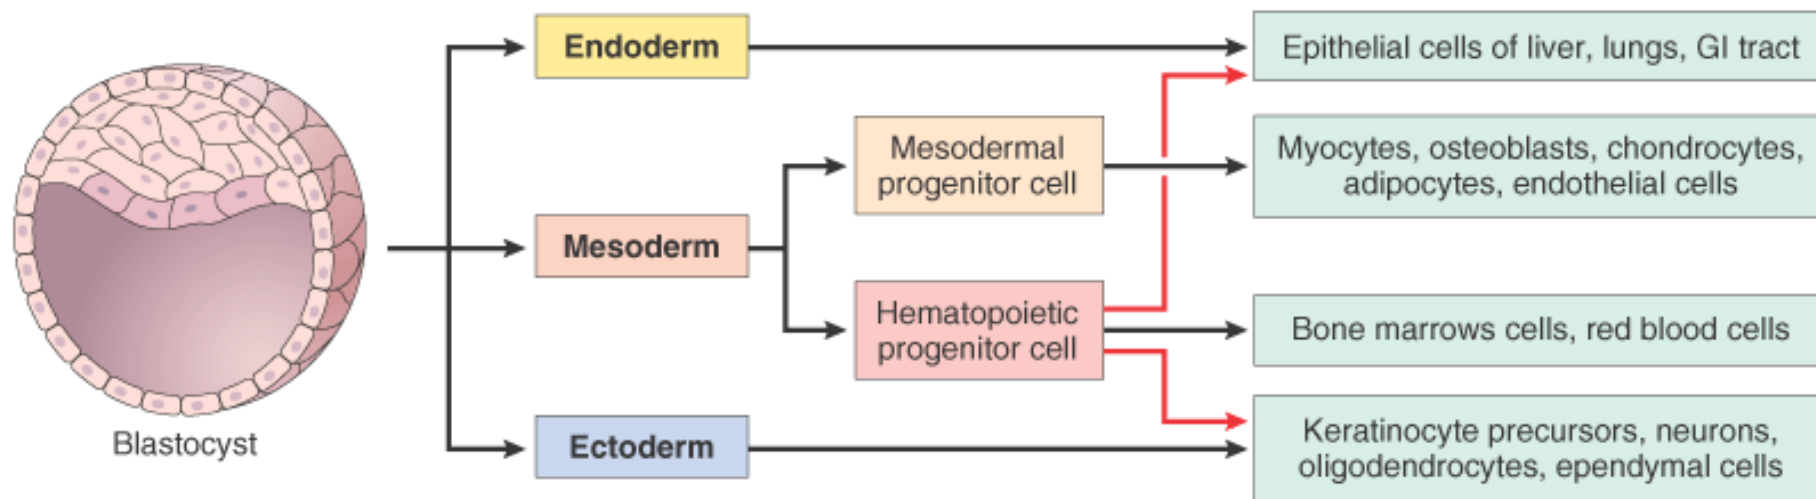 Blastocyst
Endoderm
Mesoderm
Ectoderm
Mesodermal
progenitor cell
Hematopoietic
progenitor cell
Epithelial cells of liver, lungs, GI tract
Myocytes, osteoblasts, chondrocytes,
adipocytes, endothelial cells
Bone marrows cells, red blood cells
Keratinocyte precursors, neurons,
oligodendrocytes, ependymal cells